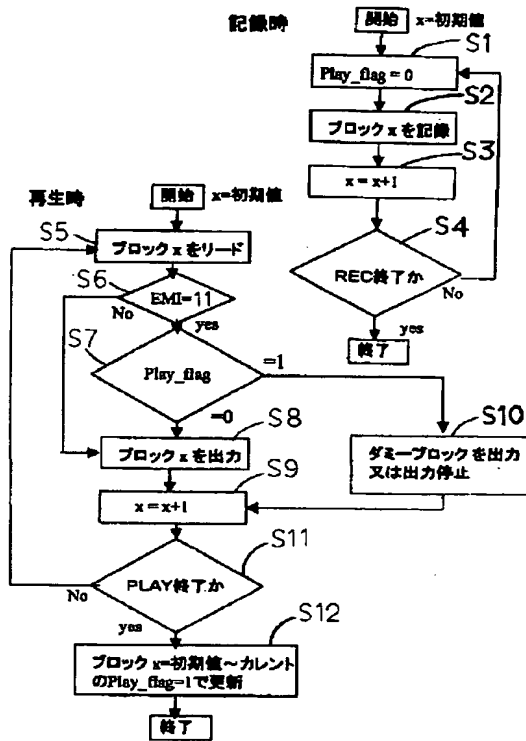 記録時
開始 x=初期値
S1
Play_flag = 0
S2
ブロック x を記録
S3
x = x+1
S4
REC終了か
No
yes
終了
再生時
開始 x=初期値
S5
ブロック x をリード
S6
EMI=11
No
yes
S7
Play_flag
=1
=0
S8
ブロック x を出力
S10
ダミーブロックを出力
又は出力停止
S9
x = x+1
S11
PLAY終了か
No
yes
S12
ブロック x=初期値～カレント
のPlay_flag=1で更新
終了